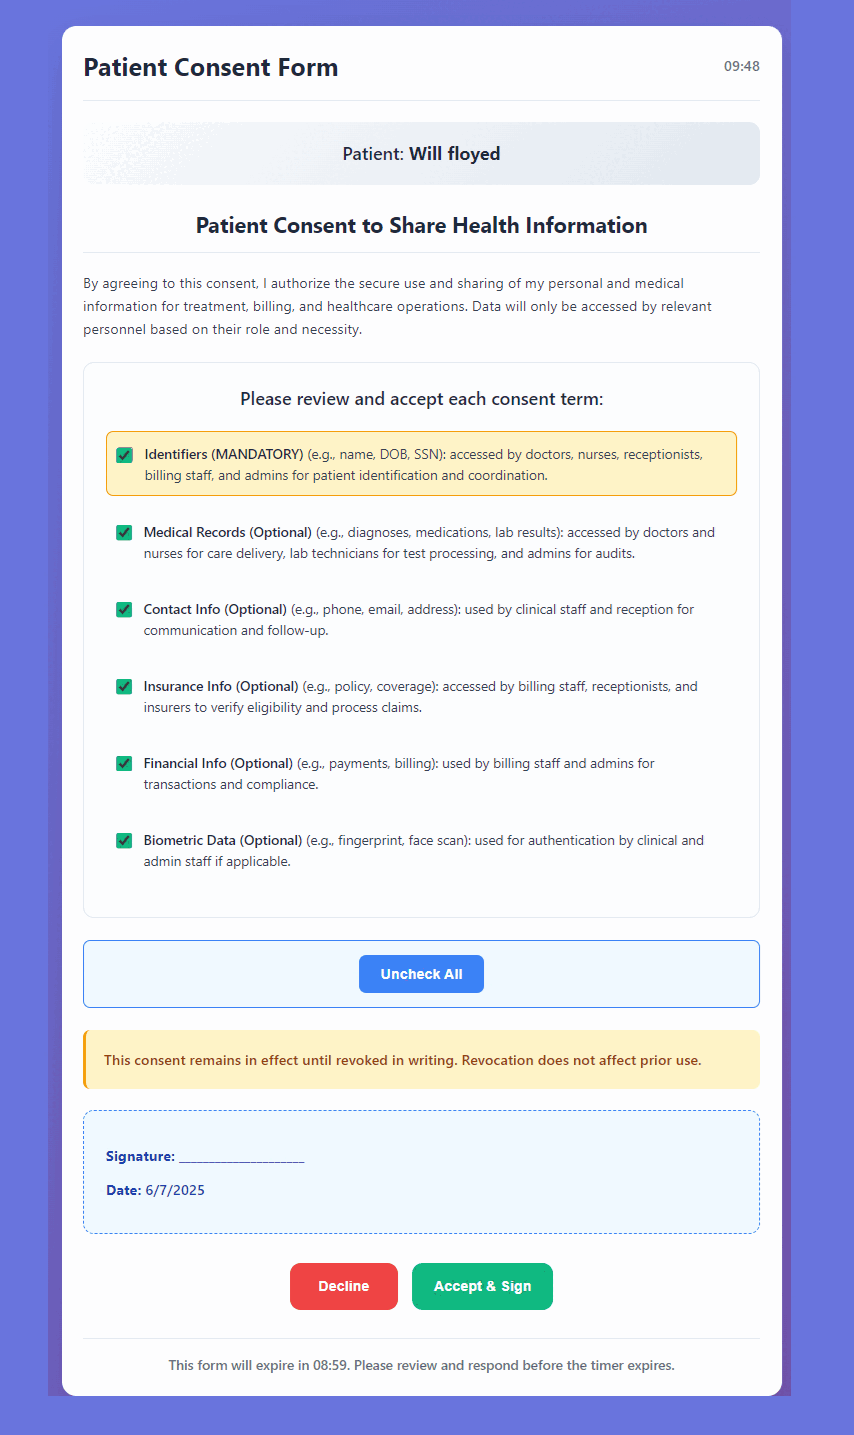 Patient Consent Form
09:48
Patient: Will floyed
Patient Consent to Share Health Information
By agreeing to this consent, I authorize the secure use and sharing of my personal and medical
information for treatment, billing, and healthcare operations. Data will only be accessed by relevant
personnel based on their role and necessity.
Please review and accept each consent term:
Identifiers (MANDATORY) (e.g., name, DOB, SSN): accessed by doctors, nurses, receptionists,
billing staff, and admins for patient identification and coordination.
Medical Records (Optional) (e.g., diagnoses, medications, lab results): accessed by doctors and
nurses for care delivery, lab technicians for test processing, and admins for audits.
Contact Info (Optional) (e.g., phone, email, address): used by clinical staff and reception for
communication and follow-up.
Insurance Info (Optional) (e.g., policy, coverage): accessed by billing staff, receptionists, and
insurers to verify eligibility and process claims.
Financial Info (Optional) (e.g., payments, billing): used by billing staff and admins for
transactions and compliance.
Biometric Data (Optional) (e.g., fingerprint, face scan): used for authentication by clinical and
admin staff if applicable.
Uncheck All
This consent remains in effect until revoked in writing. Revocation does not affect prior use.
Signature: _____________________
Date: 6/7/2025
Decline
Accept & Sign
This form will expire in 08:59. Please review and respond before the timer expires.